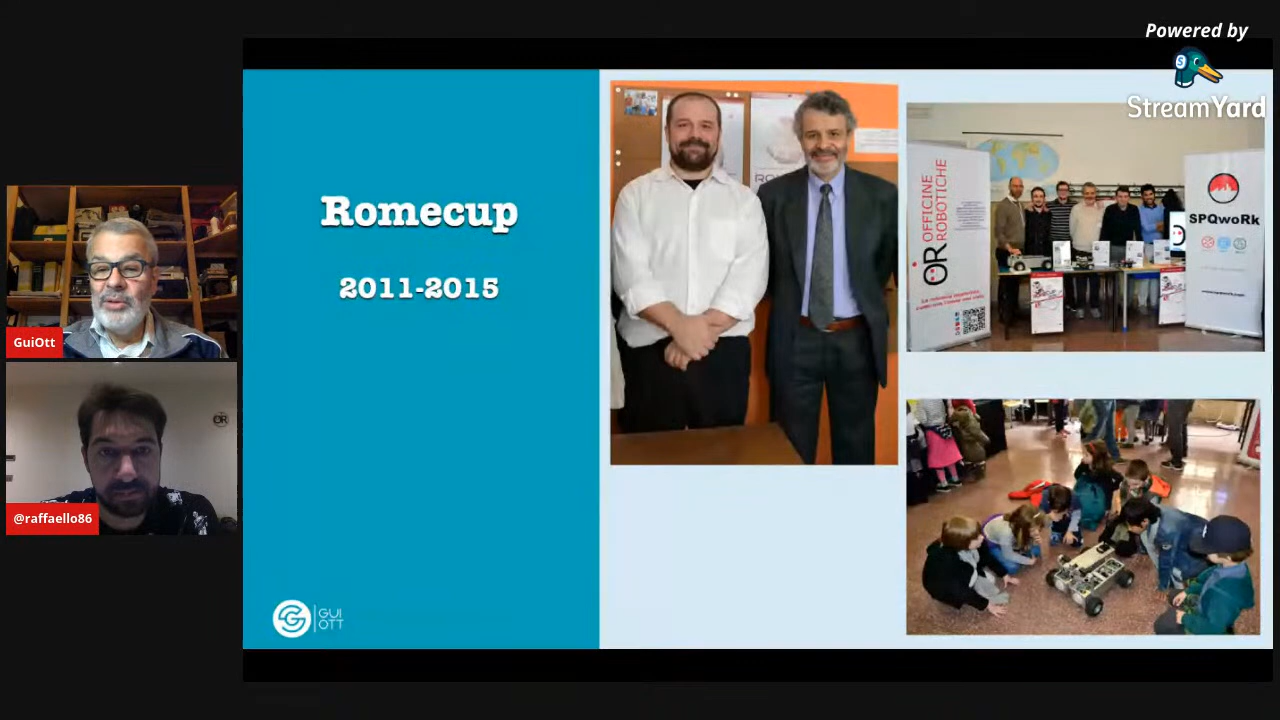 Powered by
StreamYard
Romecup
2011-2015
GUI
OTT
OFFICINE
ROBOTICHE
SPQwoRk
GuiOtt
@raffaello86